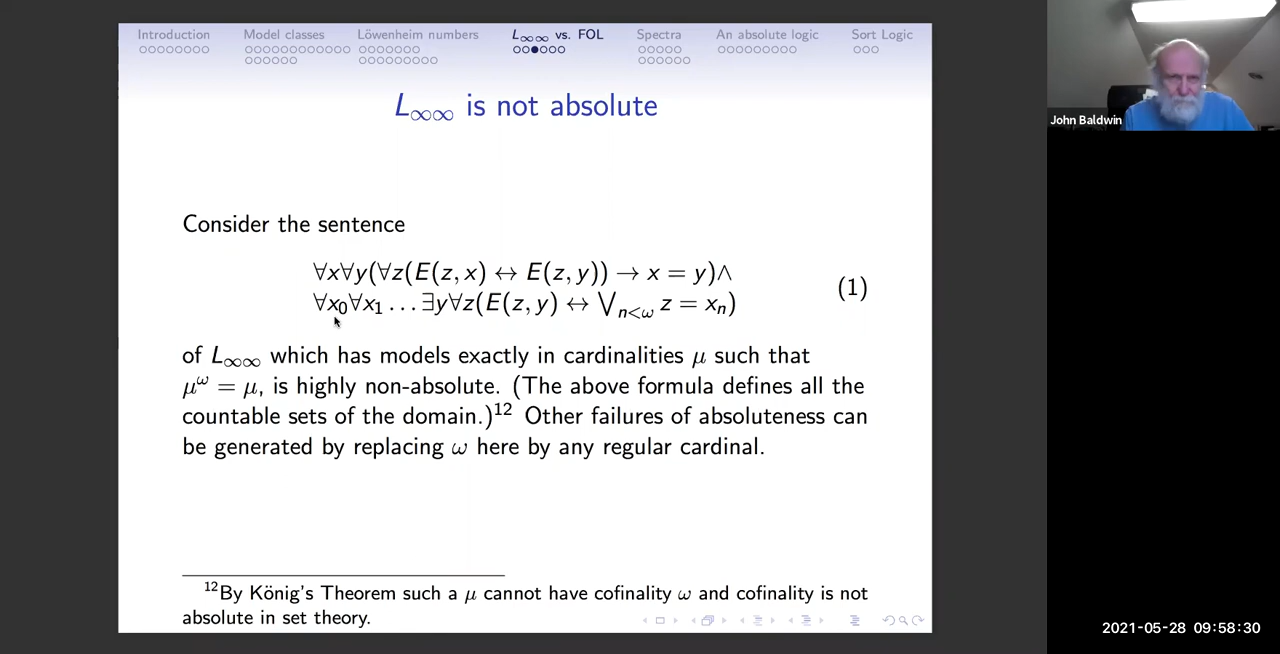 Introduction Model classes Löwenheim numbers L∞∞ vs. FOL Spectra An absolute logic Sort Logic
L∞∞ is not absolute
Consider the sentence
∀x∀y(∀z(E(z, x) ↔ E(z, y)) → x = y)∧
∀x₀∀x₁ … ∃y∀z(E(z, y) ↔ ⋁n<ω z = xₙ)
(1)
of L∞∞ which has models exactly in cardinalities μ such that
μ^ω = μ, is highly non-absolute. (The above formula defines all the
countable sets of the domain.)¹² Other failures of absoluteness can
be generated by replacing ω here by any regular cardinal.
¹²By König's Theorem such a μ cannot have cofinality ω and cofinality is not
absolute in set theory.
John Baldwin
2021-05-28 09:58:30